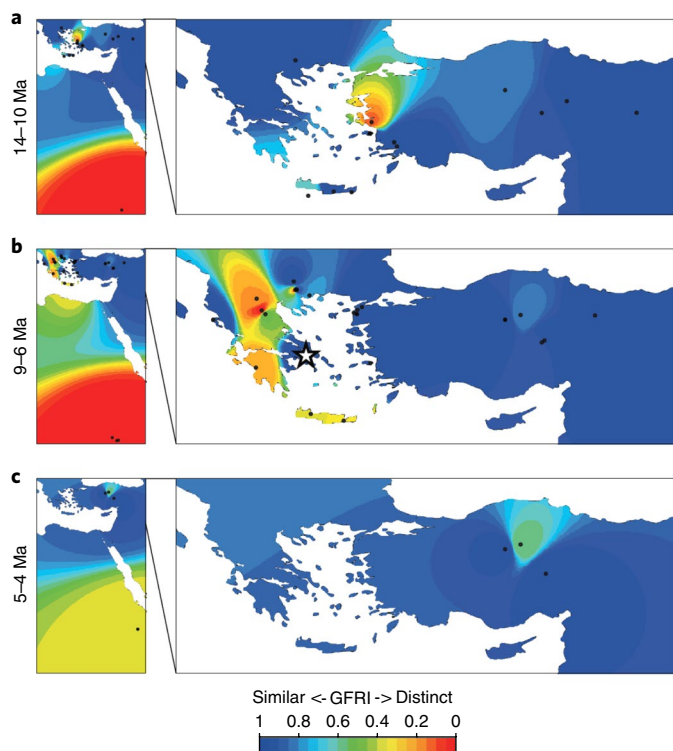 a
14–10 Ma
b
9–6 Ma
c
5–4 Ma
Similar <- GFRI -> Distinct
1 0.8 0.6 0.4 0.2 0